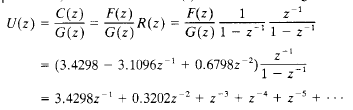 U(z) = C(z)/G(z) = F(z)/G(z) R(z) = F(z)/G(z) 1/(1 − z⁻¹) z⁻¹/(1 − z⁻¹)
= (3.4298 − 3.1096z⁻¹ + 0.6798z⁻²) z⁻¹/(1 − z⁻¹)
= 3.4298z⁻¹ + 0.3202z⁻² + z⁻³ + z⁻⁴ + z⁻⁵ + ···